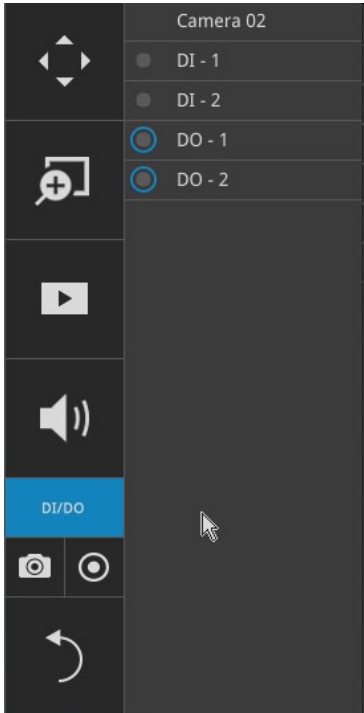 Camera 02
DI - 1
DI - 2
DO - 1
DO - 2
DI/DO